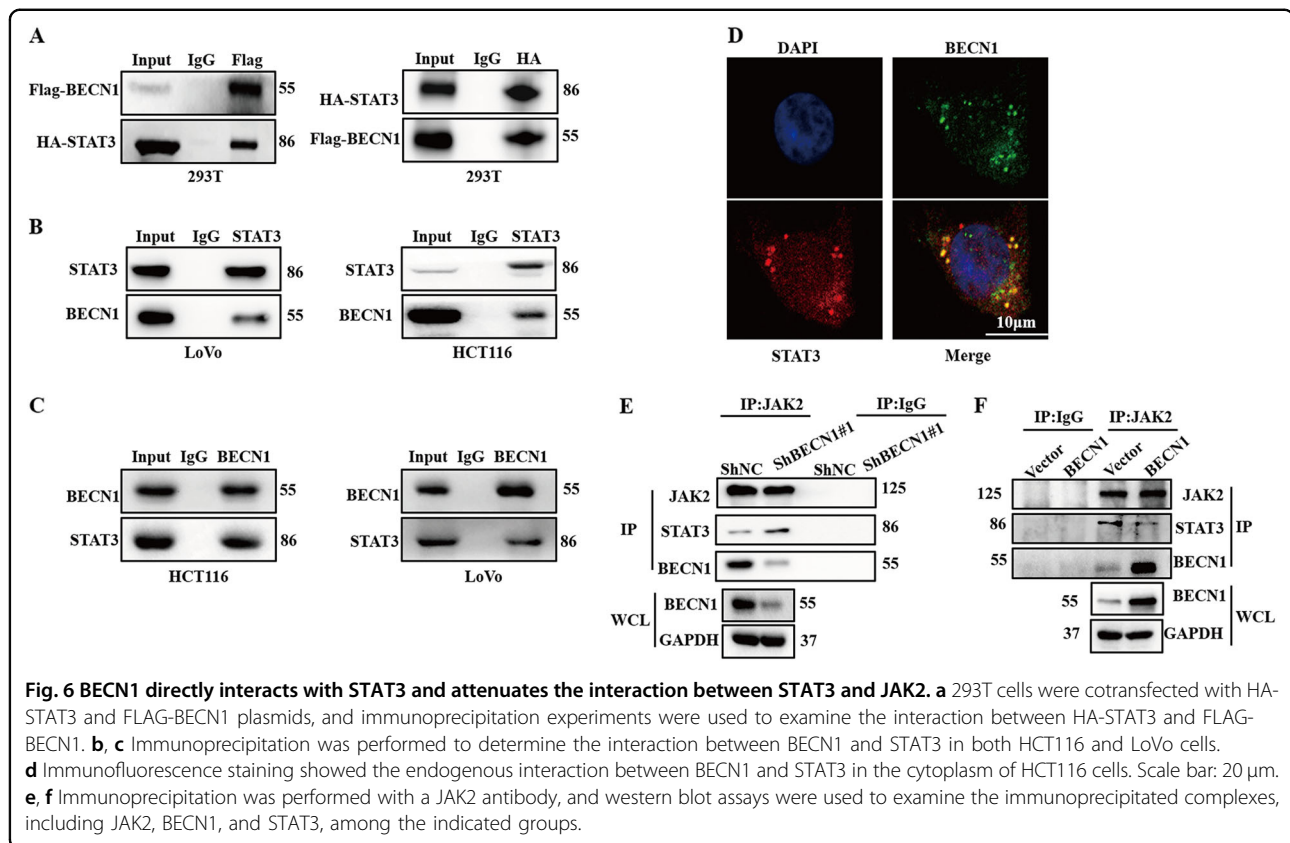 A
Input IgG Flag
Flag-BECN1 55
HA-STAT3 86
293T
Input IgG HA
HA-STAT3 86
Flag-BECN1 55
293T
B
Input IgG STAT3
STAT3 86
BECN1 55
LoVo
Input IgG STAT3
STAT3 86
BECN1 55
HCT116
C
Input IgG BECN1
BECN1 55
STAT3 86
HCT116
Input IgG BECN1
BECN1 55
STAT3 86
LoVo
D
DAPI BECN1
10μm
STAT3 Merge
E
IP:JAK2 IP:IgG
ShNC ShBECN1#1 ShNC ShBECN1#1
JAK2 125
IP STAT3 86
BECN1 55
WCL BECN1 55
GAPDH 37
F
IP:IgG IP:JAK2
Vector BECN1 Vector BECN1
125 JAK2
86 STAT3 IP
55 BECN1
55 BECN1 WCL
37 GAPDH
Fig. 6 BECN1 directly interacts with STAT3 and attenuates the interaction between STAT3 and JAK2. a 293T cells were cotransfected with HA-
STAT3 and FLAG-BECN1 plasmids, and immunoprecipitation experiments were used to examine the interaction between HA-STAT3 and FLAG-
BECN1. b, c Immunoprecipitation was performed to determine the interaction between BECN1 and STAT3 in both HCT116 and LoVo cells.
d Immunofluorescence staining showed the endogenous interaction between BECN1 and STAT3 in the cytoplasm of HCT116 cells. Scale bar: 20 μm.
e, f Immunoprecipitation was performed with a JAK2 antibody, and western blot assays were used to examine the immunoprecipitated complexes,
including JAK2, BECN1, and STAT3, among the indicated groups.